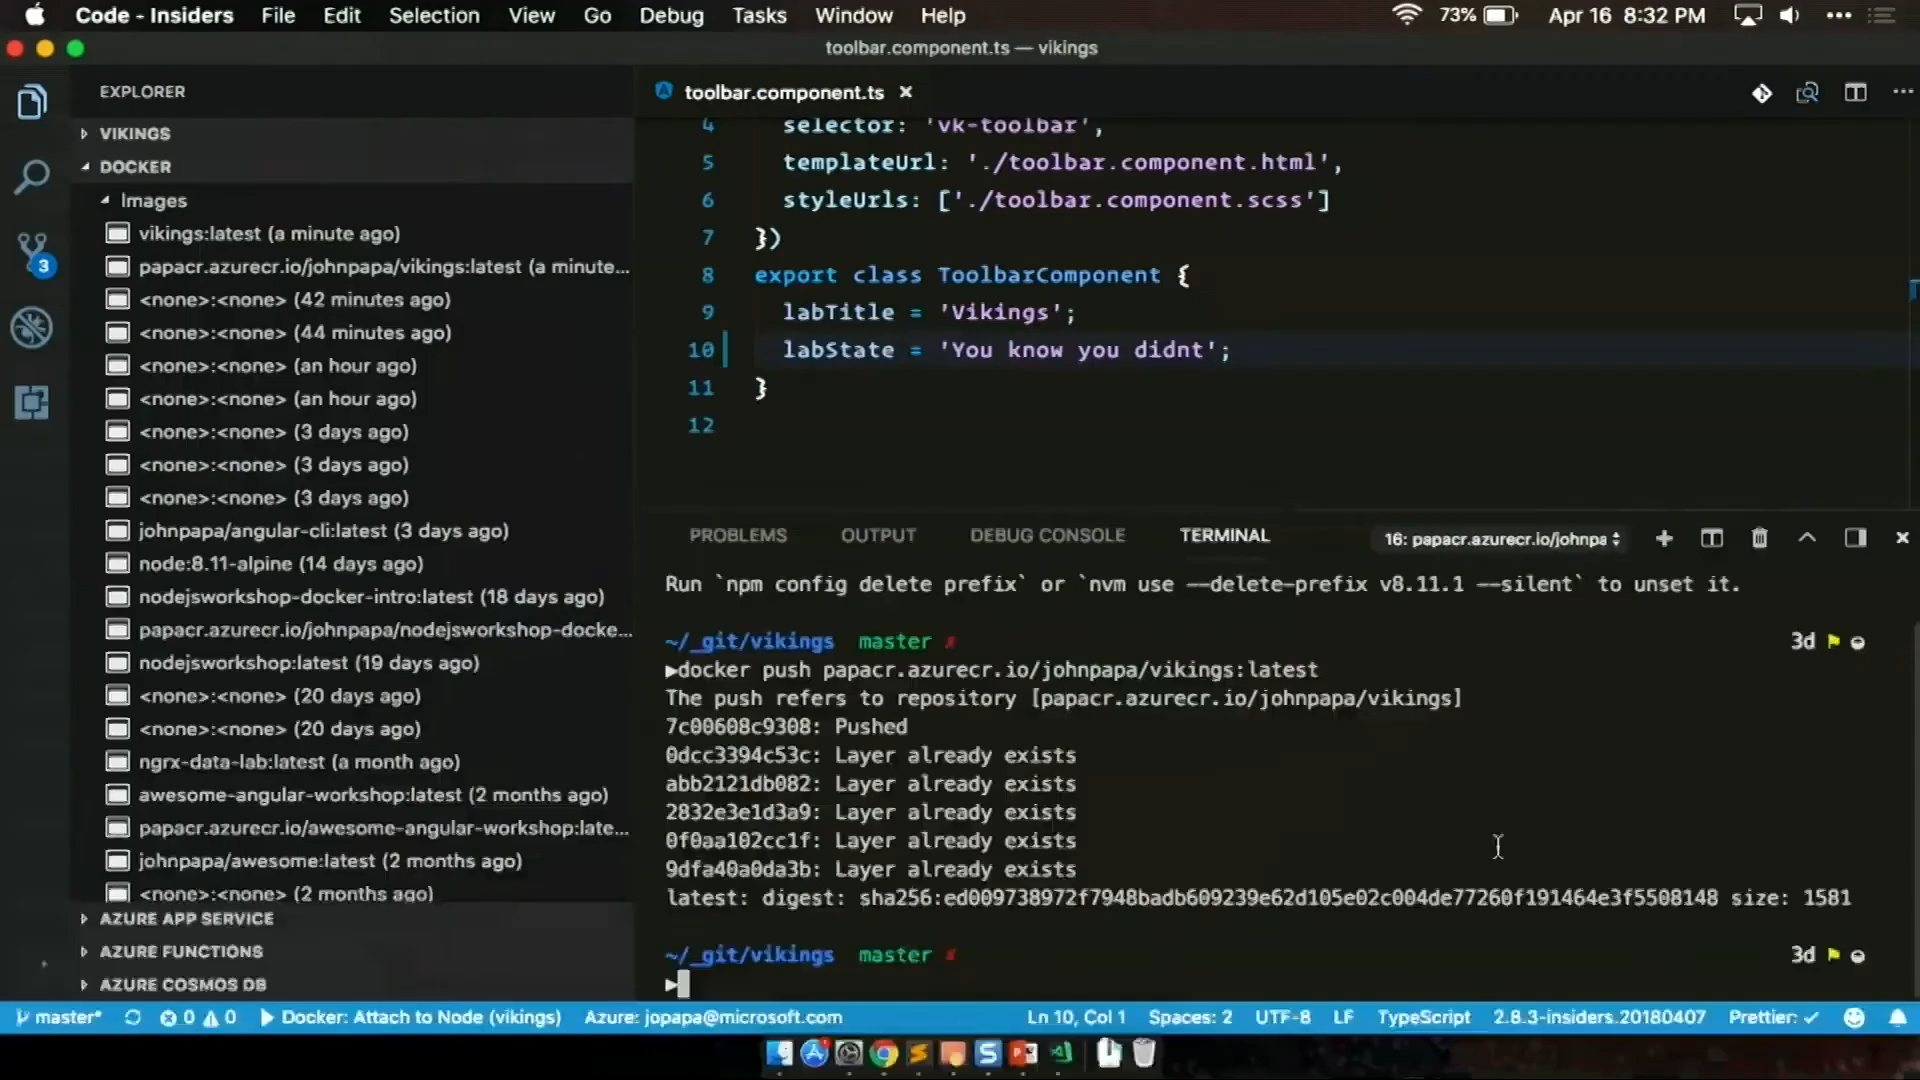 Code - Insiders File Edit Selection View Go Debug Tasks Window Help 73% Apr 16 8:32 PM
toolbar.component.ts — vikings
EXPLORER
VIKINGS
DOCKER
Images
vikings:latest (a minute ago)
papacr.azurecr.io/johnpapa/vikings:latest (a minute...
<none>:<none> (42 minutes ago)
<none>:<none> (44 minutes ago)
<none>:<none> (an hour ago)
<none>:<none> (an hour ago)
<none>:<none> (3 days ago)
<none>:<none> (3 days ago)
<none>:<none> (3 days ago)
johnpapa/angular-cli:latest (3 days ago)
node:8.11-alpine (14 days ago)
nodejsworkshop-docker-intro:latest (18 days ago)
papacr.azurecr.io/johnpapa/nodejsworkshop-docke...
nodejsworkshop:latest (19 days ago)
<none>:<none> (20 days ago)
<none>:<none> (20 days ago)
ngrx-data-lab:latest (a month ago)
awesome-angular-workshop:latest (2 months ago)
papacr.azurecr.io/awesome-angular-workshop:late...
johnpapa/awesome:latest (2 months ago)
<none>:<none> (2 months ago)
AZURE APP SERVICE
AZURE FUNCTIONS
AZURE COSMOS DB
3
toolbar.component.ts ×
4 selector: 'vk-toolbar',
5 templateUrl: './toolbar.component.html',
6 styleUrls: ['./toolbar.component.scss']
7 })
8 export class ToolbarComponent {
9 labTitle = 'Vikings';
10 labState = 'You know you didnt';
11 }
12
PROBLEMS OUTPUT DEBUG CONSOLE TERMINAL 16: papacr.azurecr.io/johnpa
Run `npm config delete prefix` or `nvm use --delete-prefix v8.11.1 --silent` to unset it.
~/_git/vikings master ✗ 3d
▶docker push papacr.azurecr.io/johnpapa/vikings:latest
The push refers to repository [papacr.azurecr.io/johnpapa/vikings]
7c00608c9308: Pushed
0dcc3394c53c: Layer already exists
abb2121db082: Layer already exists
2832e3e1d3a9: Layer already exists
0f0aa102cc1f: Layer already exists
9dfa40a0da3b: Layer already exists
latest: digest: sha256:ed009738972f7948badb609239e62d105e02c004de77260f191464e3f5508148 size: 1581
~/_git/vikings master ✗ 3d
▶
master* 0 0 Docker: Attach to Node (vikings) Azure: jopapa@microsoft.com Ln 10, Col 1 Spaces: 2 UTF-8 LF TypeScript 2.8.3-insiders.20180407 Prettier: ✓